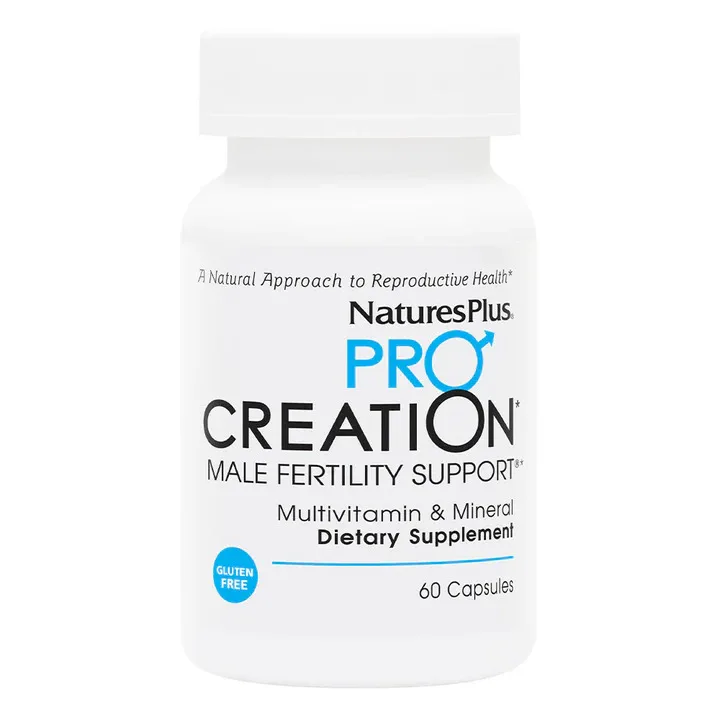 A Natural Approach to Reproductive Health*
NaturesPlus®
PRO
CREATION*
MALE FERTILITY SUPPORT®*
Multivitamin & Mineral
Dietary Supplement
GLUTEN
FREE
60 Capsules